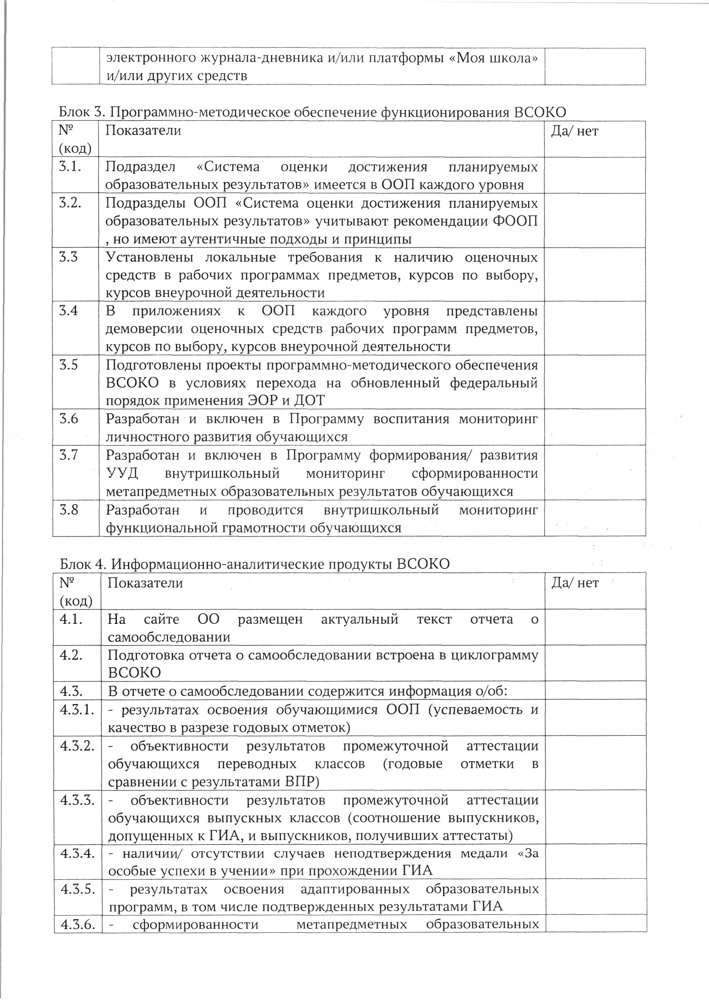 электронного журнала-дневника и/или платформы «Моя школа»
и/или других средств
Блок 3. Программно-методическое обеспечение функционирования ВСОКО
№
(код)
Показатели
Да/ нет
3.1.
Подраздел «Система оценки достижения планируемых
образовательных результатов» имеется в ООП каждого уровня
3.2.
Подразделы ООП «Система оценки достижения планируемых
образовательных результатов» учитывают рекомендации ФООП
, но имеют аутентичные подходы и принципы
3.3
Установлены локальные требования к наличию оценочных
средств в рабочих программах предметов, курсов по выбору,
курсов внеурочной деятельности
3.4
В приложениях к ООП каждого уровня представлены
демоверсии оценочных средств рабочих программ предметов,
курсов по выбору, курсов внеурочной деятельности
3.5
Подготовлены проекты программно-методического обеспечения
ВСОКО в условиях перехода на обновленный федеральный
порядок применения ЭОР и ДОТ
3.6
Разработан и включен в Программу воспитания мониторинг
личностного развития обучающихся
3.7
Разработан и включен в Программу формирования/ развития
УУД внутришкольный мониторинг сформированности
метапредметных образовательных результатов обучающихся
3.8
Разработан и проводится внутришкольный мониторинг
функциональной грамотности обучающихся
Блок 4. Информационно-аналитические продукты ВСОКО
№
(код)
Показатели
Да/ нет
4.1.
На сайте ОО размещен актуальный текст отчета о
самообследовании
4.2.
Подготовка отчета о самообследовании встроена в циклограмму
ВСОКО
4.3.
В отчете о самообследовании содержится информация о/об:
4.3.1.
- результатах освоения обучающимися ООП (успеваемость и
качество в разрезе годовых отметок)
4.3.2.
- объективности результатов промежуточной аттестации
обучающихся переводных классов (годовые отметки в
сравнении с результатами ВПР)
4.3.3.
- объективности результатов промежуточной аттестации
обучающихся выпускных классов (соотношение выпускников,
допущенных к ГИА, и выпускников, получивших аттестаты)
4.3.4.
- наличии/ отсутствии случаев неподтверждения медали «За
особые успехи в учении» при прохождении ГИА
4.3.5.
- результатах освоения адаптированных образовательных
программ, в том числе подтвержденных результатами ГИА
4.3.6.
- сформированности метапредметных образовательных